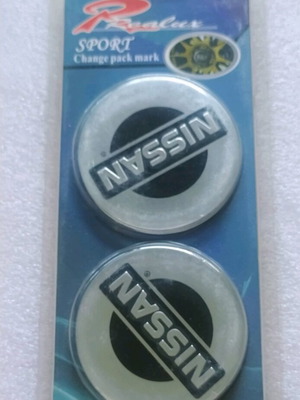 Realux
SPORT
Change pack mark
NISSAN
NISSAN